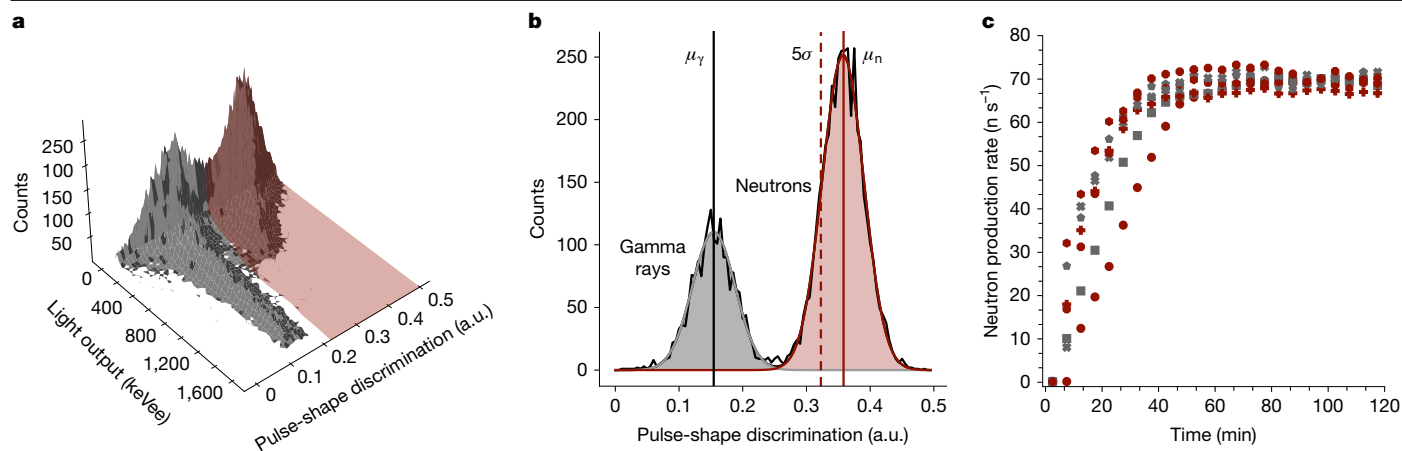 a
250
200
150
100
50
Counts
0
400
800
1,200
1,600
Light output (keVee)
0
0.1
0.2
0.3
0.4
0.5
Pulse-shape discrimination (a.u.)
b
250
200
150
100
50
0
Counts
μγ
5σ
μn
Neutrons
Gamma
rays
0
0.1
0.2
0.3
0.4
0.5
Pulse-shape discrimination (a.u.)
c
80
70
60
50
40
30
20
10
0
Neutron production rate (n s⁻¹)
0
20
40
60
80
100
120
Time (min)